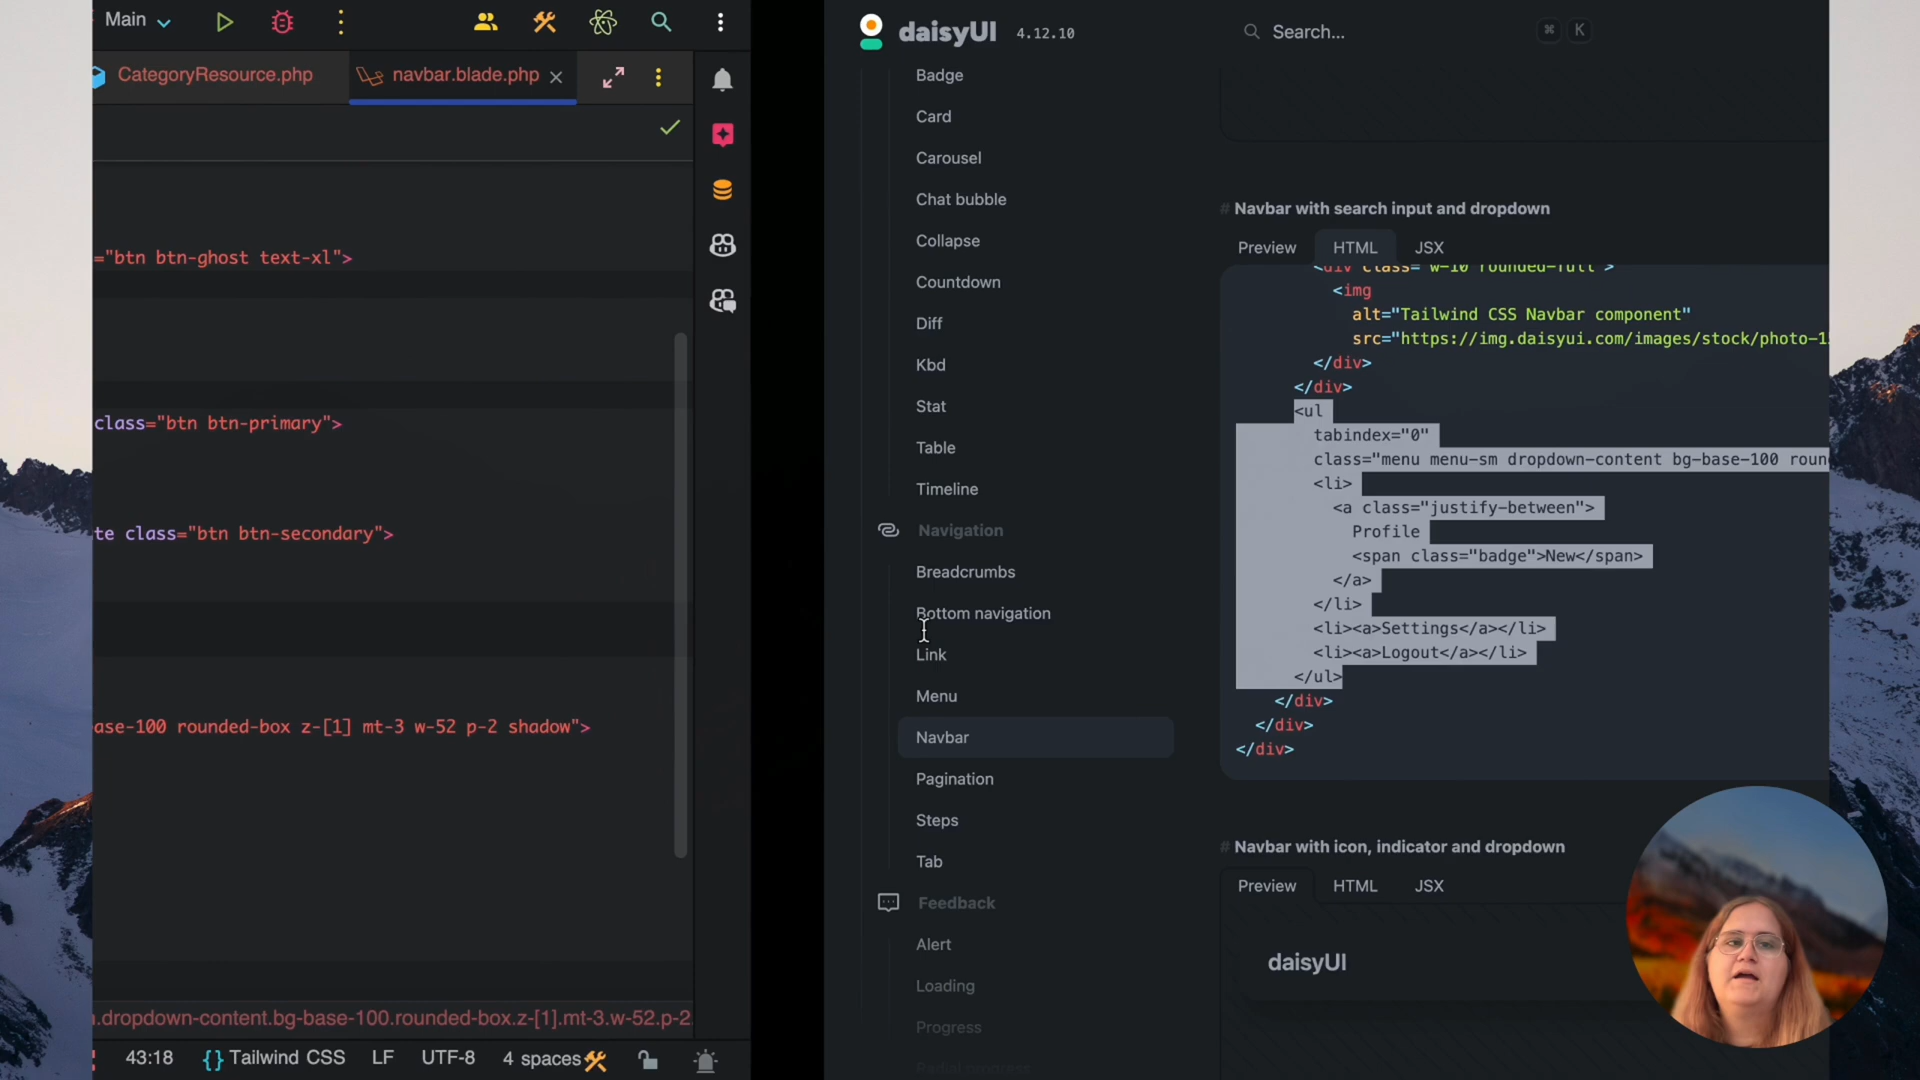 Main
CategoryResource.php
navbar.blade.php
="btn btn-ghost text-xl">
class="btn btn-primary">
te class="btn btn-secondary">
ase-100 rounded-box z-[1] mt-3 w-52 p-2 shadow">
.dropdown-content.bg-base-100.rounded-box.z-[1].mt-3.w-52.p-2
43:18
{} Tailwind CSS
LF
UTF-8
4 spaces
daisyUI 4.12.10
Search...
⌘ K
Badge
Card
Carousel
Chat bubble
Collapse
Countdown
Diff
Kbd
Stat
Table
Timeline
Navigation
Breadcrumbs
Bottom navigation
Link
Menu
Navbar
Pagination
Steps
Tab
Feedback
Alert
Loading
Progress
Radial progress
# Navbar with search input and dropdown
Preview HTML JSX
<div class="w-10 rounded-full">
<img
alt="Tailwind CSS Navbar component"
src="https://img.daisyui.com/images/stock/photo-1
</div>
</div>
<ul
tabindex="0"
class="menu menu-sm dropdown-content bg-base-100 roun
<li>
<a class="justify-between">
Profile
<span class="badge">New</span>
</a>
</li>
<li><a>Settings</a></li>
<li><a>Logout</a></li>
</ul>
</div>
</div>
</div>
# Navbar with icon, indicator and dropdown
Preview HTML JSX
daisyUI